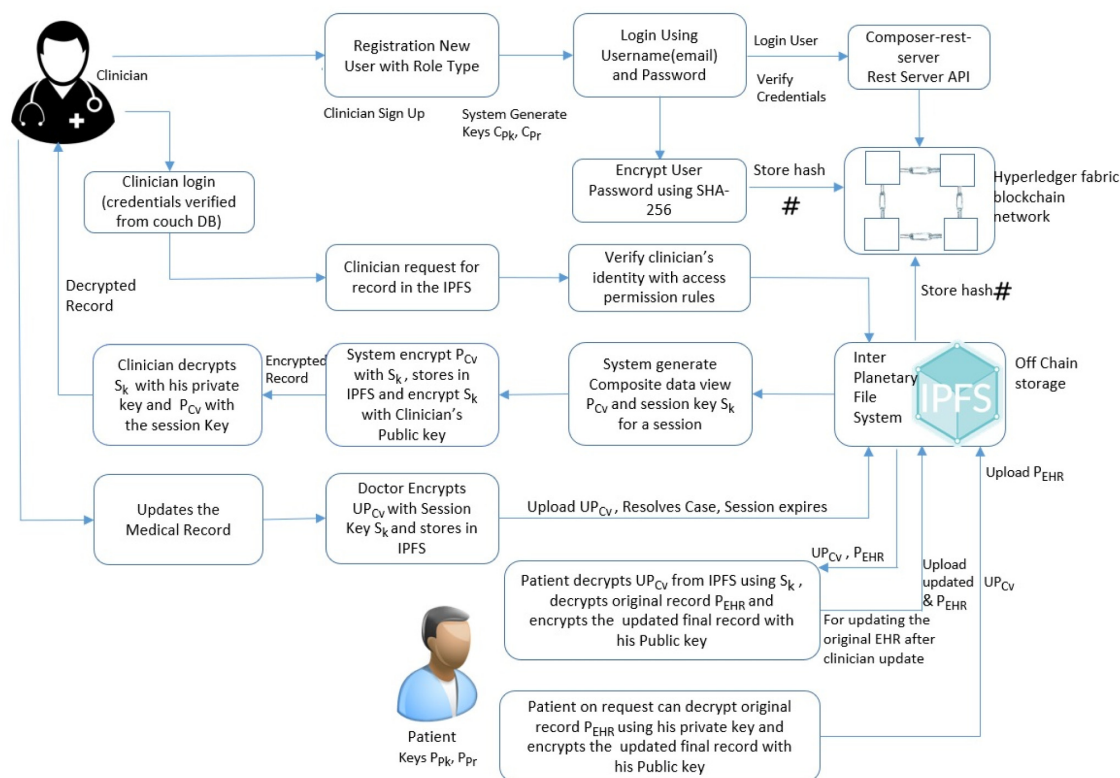 Clinician
Registration New
User with Role Type
Clinician Sign Up
System Generate
Keys CPk, CPr
Login Using
Username(email)
and Password
Login User
Verify
Credentials
Composer-rest-
server
Rest Server API
Clinician login
(credentials verified
from couch DB)
Encrypt User
Password using SHA-
256
Store hash
#
Hyperledger fabric
blockchain
network
Decrypted
Record
Clinician request for
record in the IPFS
Verify clinician's
identity with access
permission rules
Store hash#
Clinician decrypts
Sk with his private
key and PCv with
the session Key
Encrypted
Record
System encrypt PCv
with Sk , stores in
IPFS and encrypt Sk
with Clinician's
Public key
System generate
Composite data view
PCv and session key Sk
for a session
Inter
Planetary
File
System
IPFS
Off Chain
storage
Upload PEHR
Updates the
Medical Record
Doctor Encrypts
UPCv with Session
Key Sk and stores in
IPFS
Upload UPCv , Resolves Case, Session expires
UPCv , PEHR
Upload
updated
& PEHR
UPCv
Patient decrypts UPCv from IPFS using Sk ,
decrypts original record PEHR and
encrypts the updated final record with
his Public key
For updating the
original EHR after
clinician update
Patient
Keys PPk, PPr
Patient on request can decrypt original
record PEHR using his private key and
encrypts the updated final record with
his Public key